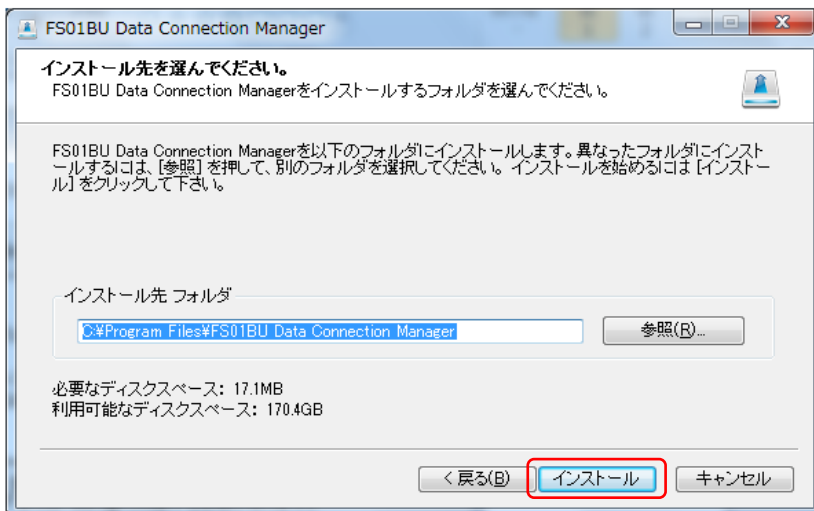 FS01BU Data Connection Manager
インストール先を選んでください。
FS01BU Data Connection Managerをインストールするフォルダを選んでください。
FS01BU Data Connection Managerを以下のフォルダにインストールします。異なったフォルダにインスト
ールするには、[参照] を押して、別のフォルダを選択してください。インストールを始めるには [インストー
ル] をクリックして下さい。
インストール先 フォルダ
C:¥Program Files¥FS01BU Data Connection Manager
参照(R)...
必要なディスクスペース: 17.1MB
利用可能なディスクスペース: 170.4GB
< 戻る(B)
インストール
キャンセル